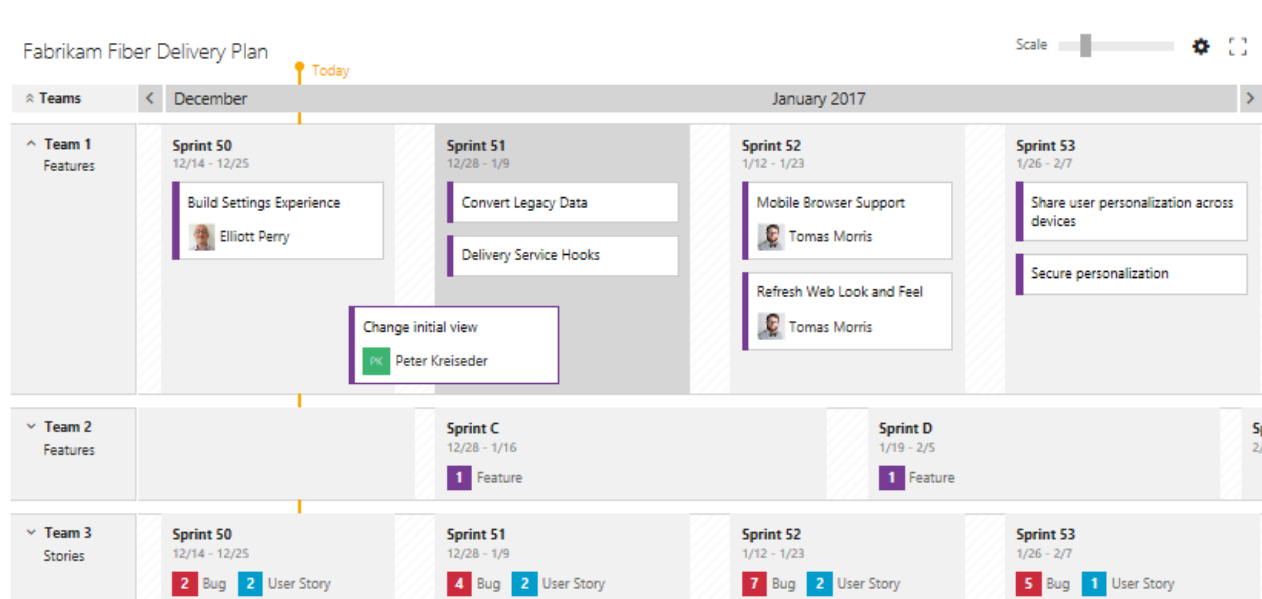 Fabrikam Fiber Delivery Plan
Scale
Today
Teams
December
January 2017
Team 1
Features
Sprint 50
12/14 - 12/25
Build Settings Experience
Elliott Perry
Sprint 51
12/28 - 1/9
Convert Legacy Data
Delivery Service Hooks
Change initial view
PK Peter Kreiseder
Sprint 52
1/12 - 1/23
Mobile Browser Support
Tomas Morris
Refresh Web Look and Feel
Tomas Morris
Sprint 53
1/26 - 2/7
Share user personalization across
devices
Secure personalization
Team 2
Features
Sprint C
12/28 - 1/16
1 Feature
Sprint D
1/19 - 2/5
1 Feature
Team 3
Stories
Sprint 50
12/14 - 12/25
2 Bug 2 User Story
Sprint 51
12/28 - 1/9
4 Bug 2 User Story
Sprint 52
1/12 - 1/23
7 Bug 2 User Story
Sprint 53
1/26 - 2/7
5 Bug 1 User Story